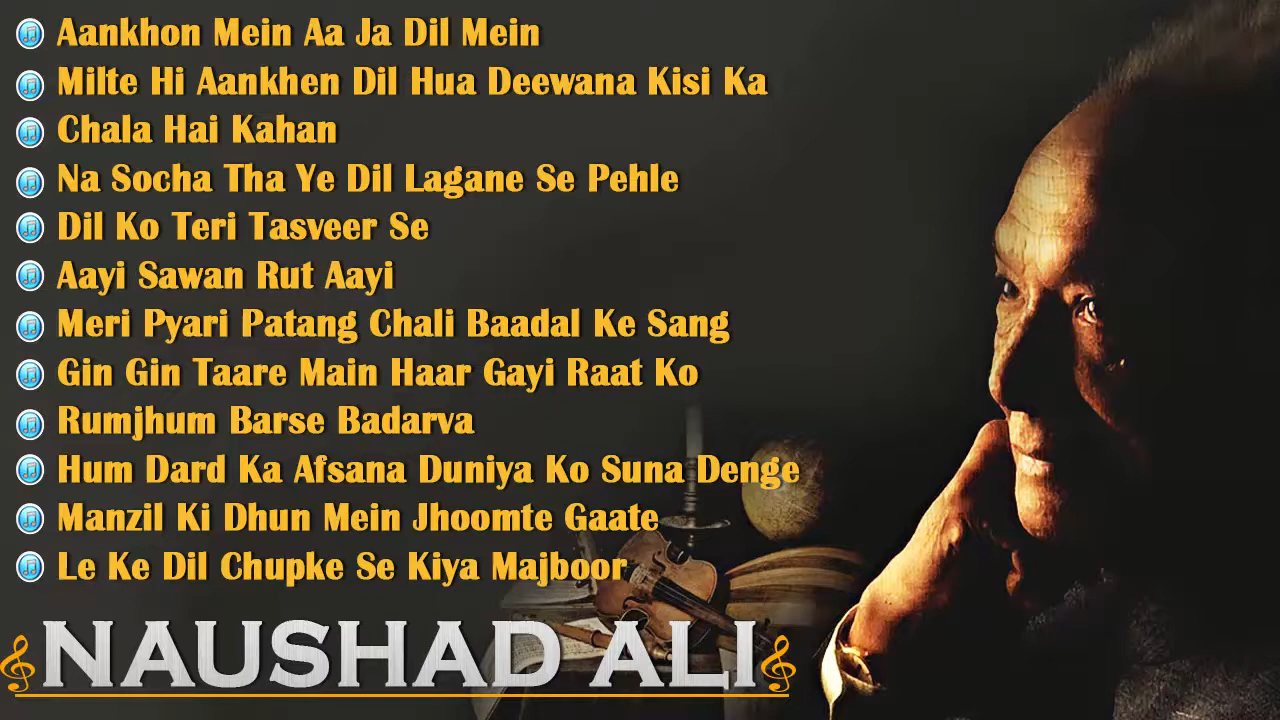 Aankhon Mein Aa Ja Dil Mein
Milte Hi Aankhen Dil Hua Deewana Kisi Ka
Chala Hai Kahan
Na Socha Tha Ye Dil Lagane Se Pehle
Dil Ko Teri Tasveer Se
Aayi Sawan Rut Aayi
Meri Pyari Patang Chali Baadal Ke Sang
Gin Gin Taare Main Haar Gayi Raat Ko
Rumjhum Barse Badarva
Hum Dard Ka Afsana Duniya Ko Suna Denge
Manzil Ki Dhun Mein Jhoomte Gaate
Le Ke Dil Chupke Se Kiya Majboor
NAUSHAD ALI